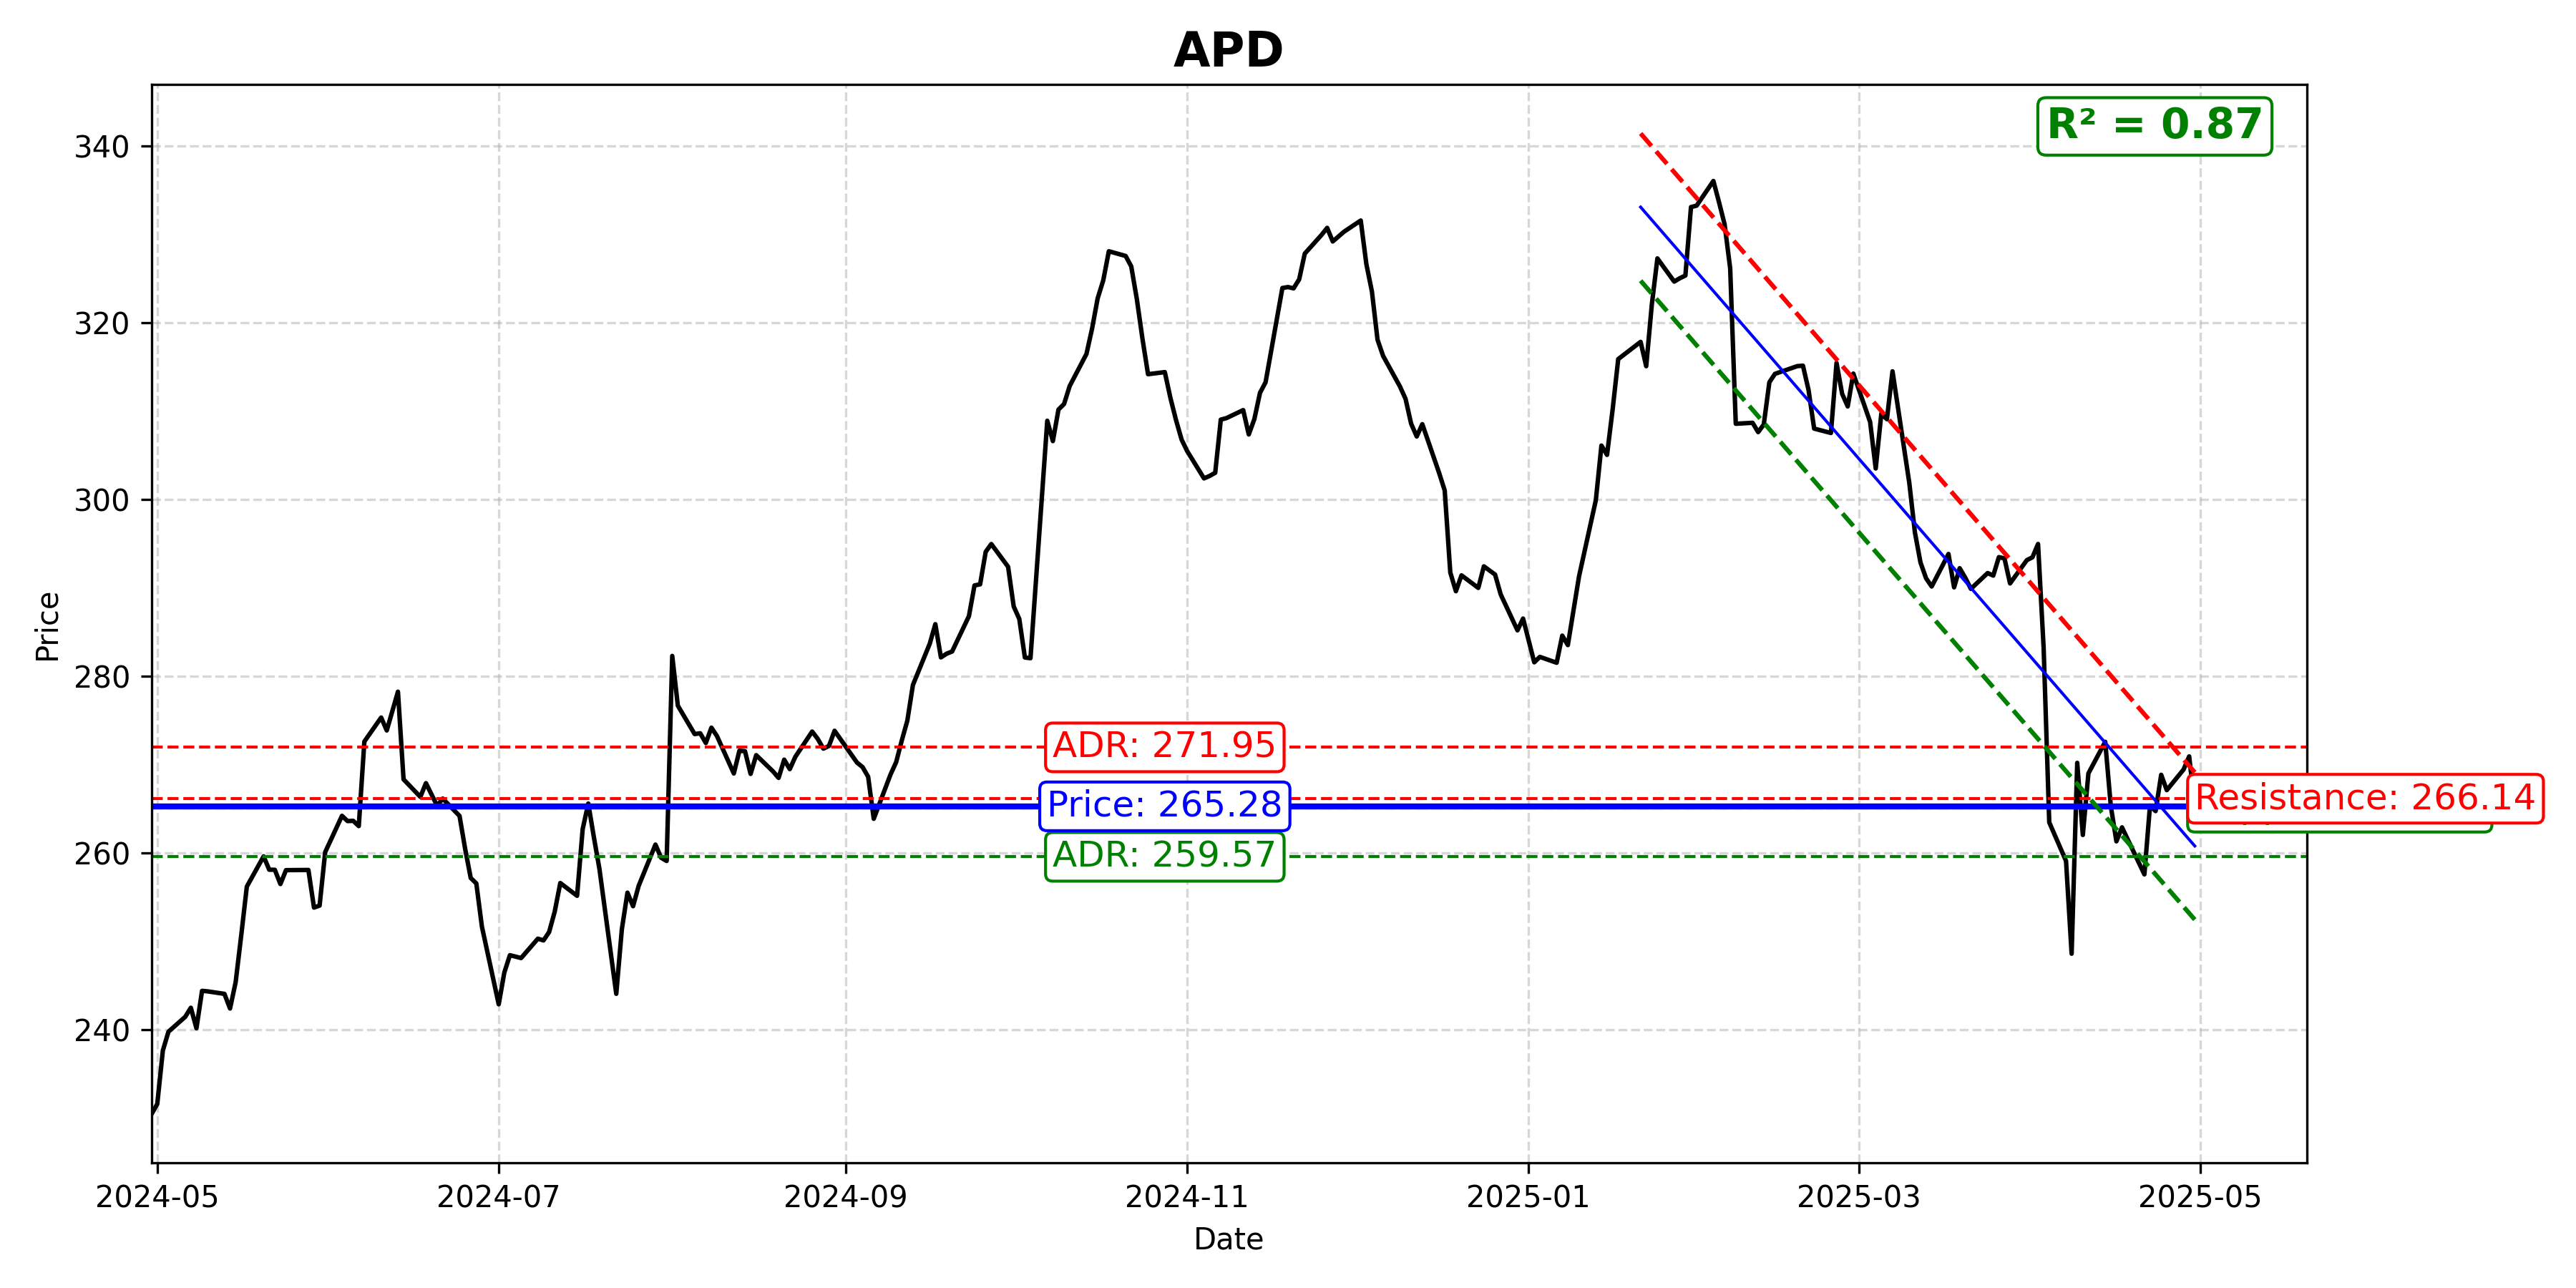 APD
R² = 0.87
340
320
300
280
260
240
Price
ADR: 271.95
Price: 265.28
ADR: 259.57
Resistance: 266.14
2024-05
2024-07
2024-09
2024-11
2025-01
2025-03
2025-05
Date